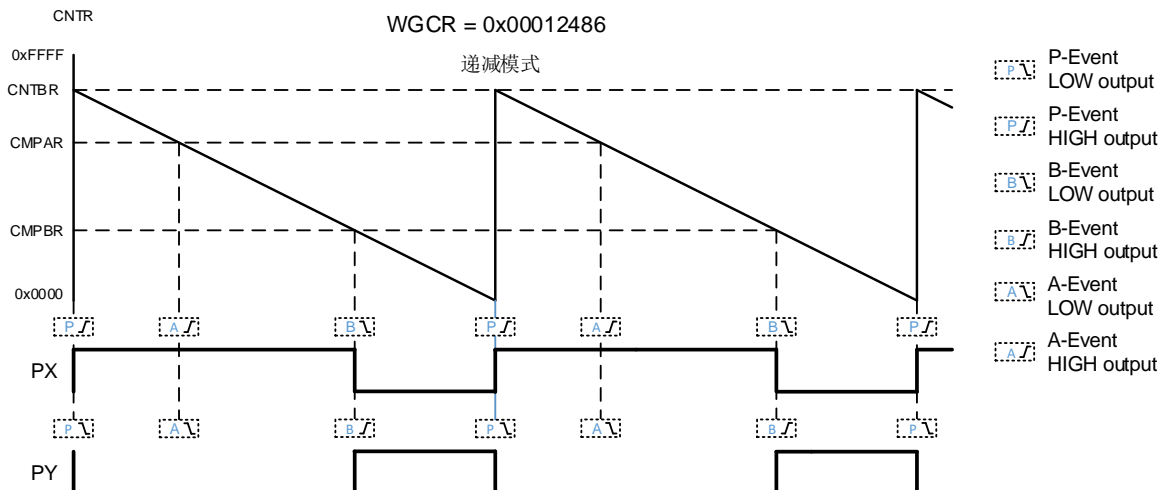 CNTR
WGCR = 0x00012486
递减模式
0xFFFF
CNTBR
CMPAR
CMPBR
0x0000
P A B P A B P
PX
P A B P A B P
PY
P P-Event
LOW output
P P-Event
HIGH output
B B-Event
LOW output
B B-Event
HIGH output
A A-Event
LOW output
A A-Event
HIGH output